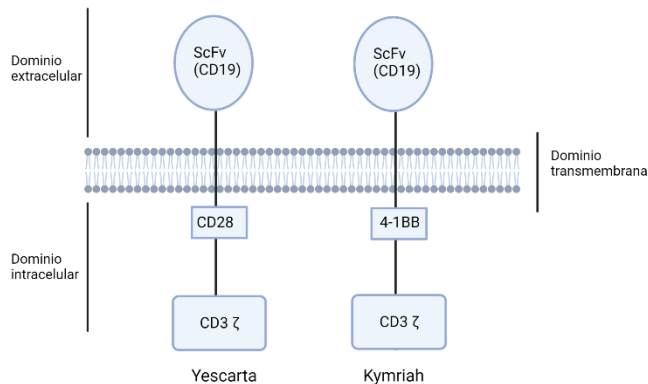 Dominio
extracelular
ScFv
(CD19)
ScFv
(CD19)
Dominio
transmembrana
Dominio
intracelular
CD28
4-1BB
CD3 ζ
CD3 ζ
Yescarta
Kymriah